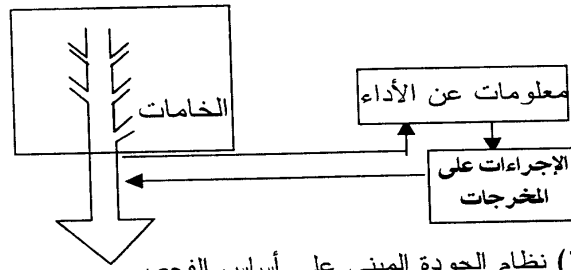 الخامات
معلومات عن الأداء
الإجراءات على
المخرجات
) نظام الجودة المبني على أساس الفحص